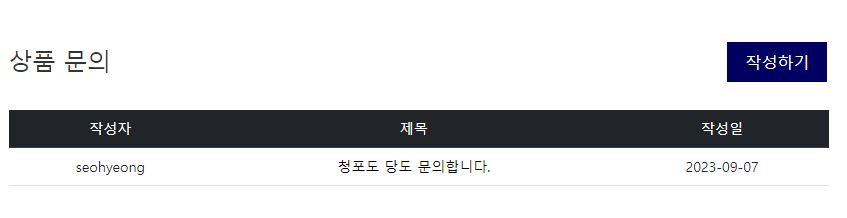 상품 문의 작성하기
작성자 제목 작성일
seohyeong 청포도 당도 문의합니다. 2023-09-07